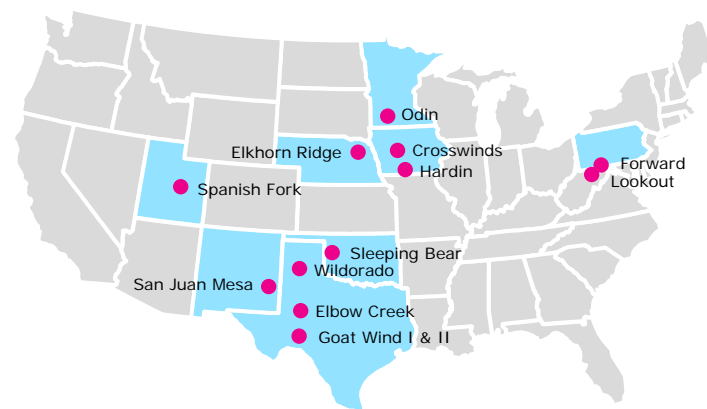 Odin
Elkhorn Ridge
Crosswinds
Hardin
Forward
Lookout
Spanish Fork
Sleeping Bear
Wildorado
San Juan Mesa
Elbow Creek
Goat Wind I & II